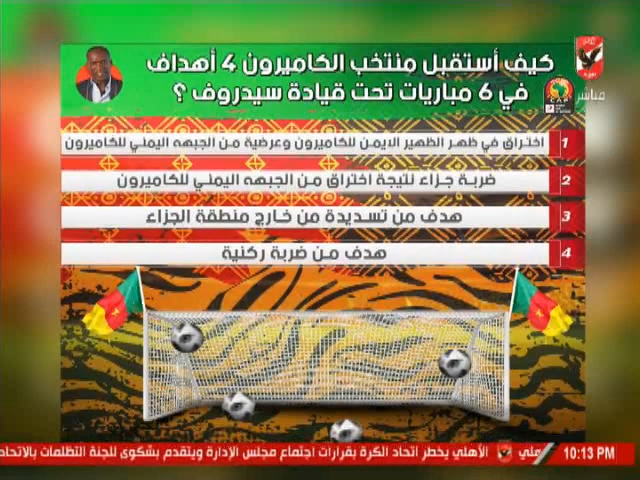 كيف أستقبل منتخب الكاميرون 4 أهداف
في 6 مباريات تحت قيادة سيدروف ؟
مباشر
CAF
1 اختراق في ظهر الظهير الايمن للكاميرون وعرضية من الجبهه اليمني للكاميرون
2 ضربة جزاء نتيجة اختراق من الجبهه اليمني للكاميرون
3 هدف من تسديدة من خارج منطقة الجزاء
4 هدف من ضربة ركنية
هلي الأهلي يخطر اتحاد الكرة بقرارات اجتماع مجلس الإدارة ويتقدم بشكوى للجنة التظلمات بالاتحاد
10:13 PM